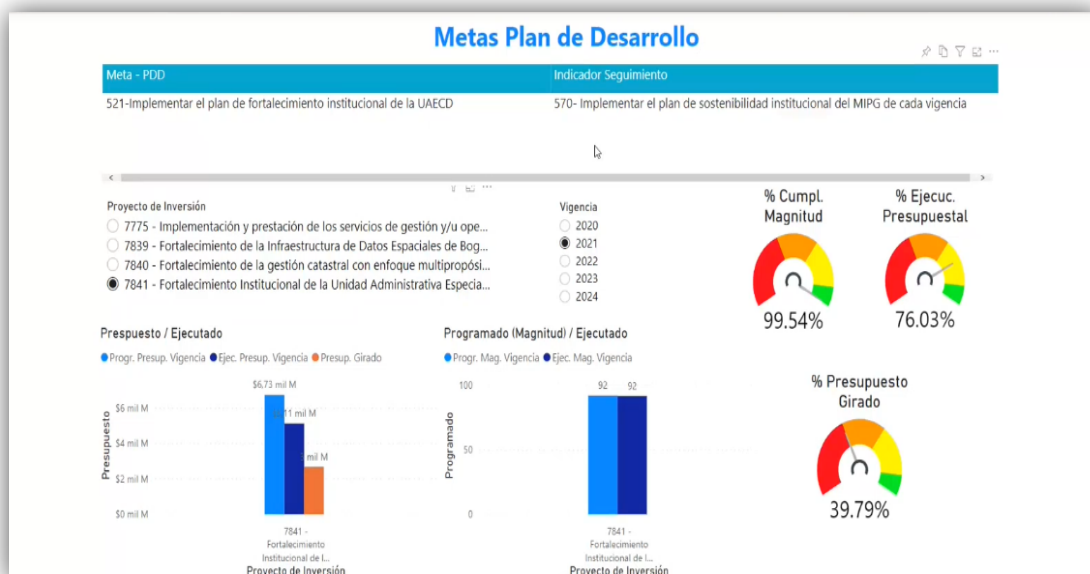 Metas Plan de Desarrollo
Meta - PDD
Indicador Seguimiento
521-Implementar el plan de fortalecimiento institucional de la UAECD
570- Implementar el plan de sostenibilidad institucional del MIPG de cada vigencia
Proyecto de Inversión
7775 - Implementación y prestación de los servicios de gestión y/u ope...
7839 - Fortalecimiento de la Infraestructura de Datos Espaciales de Bog...
7840 - Fortalecimiento de la gestión catastral con enfoque multipropósi...
7841 - Fortalecimiento Institucional de la Unidad Administrativa Especia...
Vigencia
2020
2021
2022
2023
2024
% Cumpl.
Magnitud
99.54%
% Ejecuc.
Presupuestal
76.03%
Prespuesto / Ejecutado
Progr. Presup. Vigencia Ejec. Presup. Vigencia Presup. Girado
$6,73 mil M
11 mil M
mil M
$6 mil M
$4 mil M
$2 mil M
$0 mil M
Presupuesto
7841 -
Fortalecimiento
Institucional de l...
Proyecto de Inversión
Programado (Magnitud) / Ejecutado
Progr. Mag. Vigencia Ejec. Mag. Vigencia
92 92
100
50
0
Programado
7841 -
Fortalecimiento
Institucional de l...
Proyecto de Inversión
% Presupuesto
Girado
39.79%